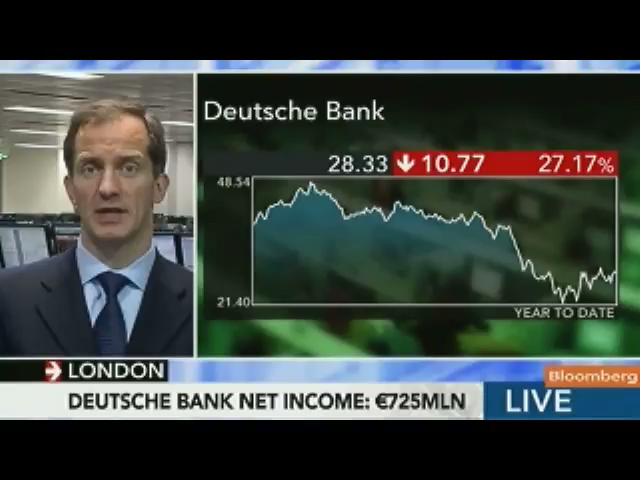 Deutsche Bank
28.33 10.77 27.17%
48.54
21.40
YEAR TO DATE
LONDON
Bloomberg
DEUTSCHE BANK NET INCOME: €725MLN
LIVE